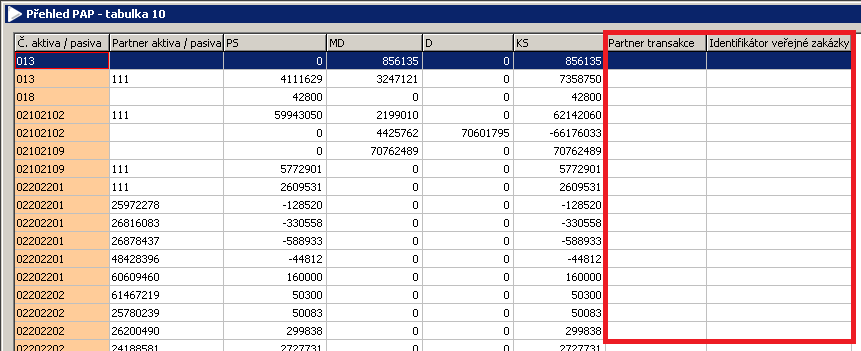 Přehled PAP - tabulka 10
Č. aktiva / pasiva Partner aktiva / pasiva PS MD D KS Partner transakce Identifikátor veřejné zakázky
013 0 856135 0 856135
013 111 4111629 3247121 0 7358750
018 42800 0 0 42800
02102102 111 59943050 2199010 0 62142060
02102102 0 4425762 70601795 -66176033
02102109 0 70762489 0 70762489
02102109 111 5772901 0 0 5772901
02202201 111 2609531 0 0 2609531
02202201 25972278 -128520 0 0 -128520
02202201 26816083 -330558 0 0 -330558
02202201 26878437 -588933 0 0 -588933
02202201 48428396 -44812 0 0 -44812
02202201 60609460 160000 0 0 160000
02202202 61467219 50300 0 0 50300
02202202 25780239 50083 0 0 50083
02202202 26200490 299838 0 0 299838
02202202 24188581 2727731 0 0 2727731